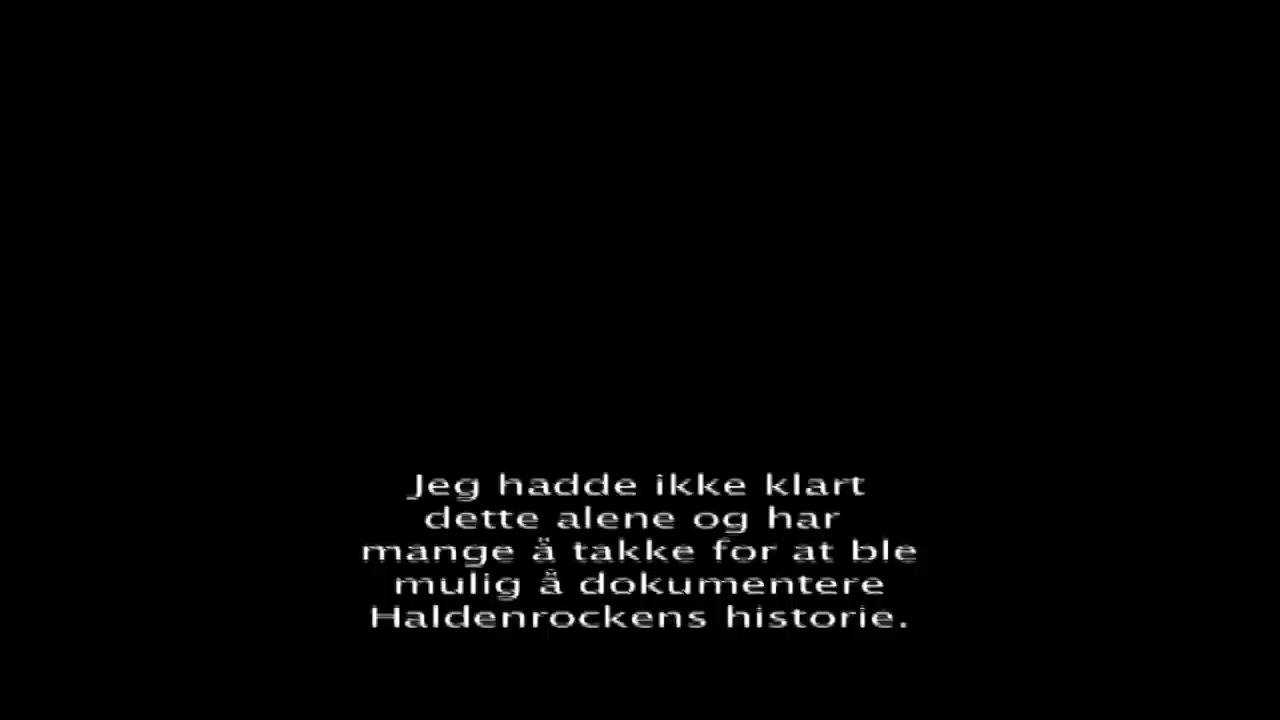 Jeg hadde ikke klart
dette alene og har
mange å takke for at ble
mulig å dokumentere
Haldenrockens historie.